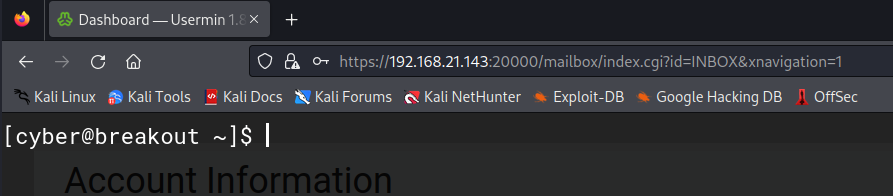 Dashboard — Usermin 1.8
https://192.168.21.143:20000/mailbox/index.cgi?id=INBOX&xnavigation=1
Kali Linux Kali Tools Kali Docs Kali Forums Kali NetHunter Exploit-DB Google Hacking DB OffSec
[cyber@breakout ~]$
Account Information